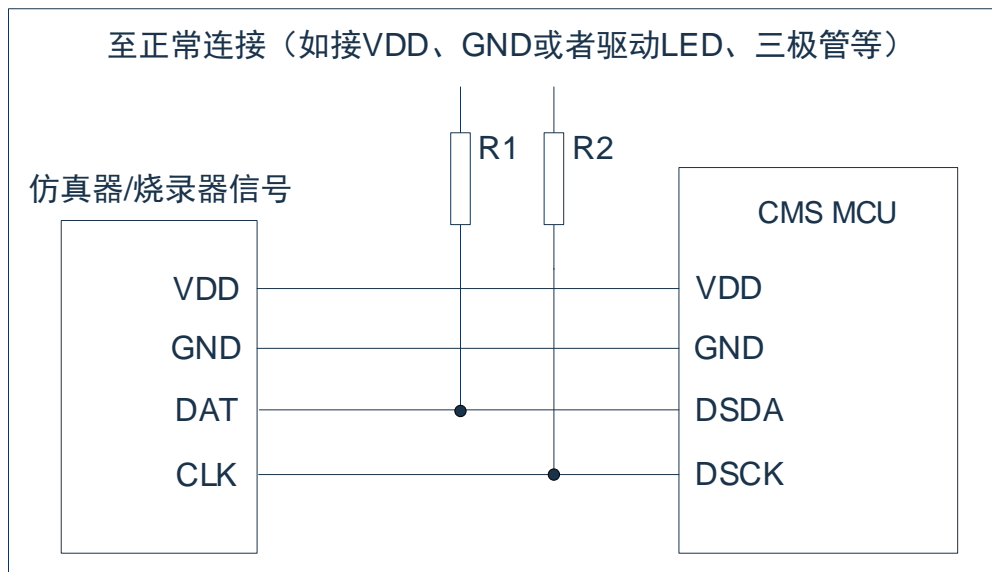 至正常连接（如接VDD、GND或者驱动LED、三极管等）
R1
R2
仿真器/烧录器信号
CMS MCU
VDD
VDD
GND
GND
DAT
DSDA
CLK
DSCK